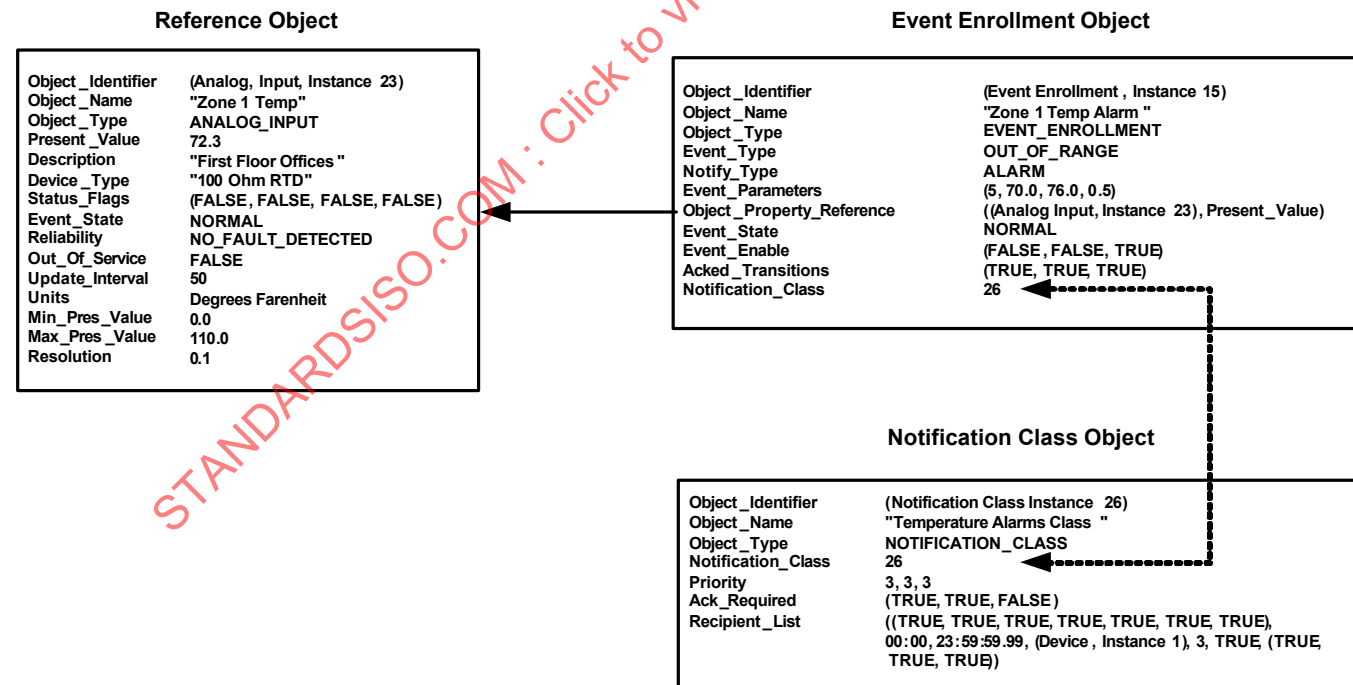 Reference Object
Object_Identifier (Analog, Input, Instance 23)
Object_Name "Zone 1 Temp"
Object_Type ANALOG_INPUT
Present_Value 72.3
Description "First Floor Offices"
Device_Type "100 Ohm RTD"
Status_Flags (FALSE, FALSE, FALSE, FALSE)
Event_State NORMAL
Reliability NO_FAULT_DETECTED
Out_Of_Service FALSE
Update_Interval 50
Units Degrees Farenheit
Min_Pres_Value 0.0
Max_Pres_Value 110.0
Resolution 0.1
Event Enrollment Object
Object_Identifier (Event Enrollment, Instance 15)
Object_Name "Zone 1 Temp Alarm"
Object_Type EVENT_ENROLLMENT
Event_Type OUT_OF_RANGE
Notify_Type ALARM
Event_Parameters (5, 70.0, 76.0, 0.5)
Object_Property_Reference ((Analog Input, Instance 23), Present_Value)
Event_State NORMAL
Event_Enable (FALSE, FALSE, TRUE)
Acked_Transitions (TRUE, TRUE, TRUE)
Notification_Class 26
Notification Class Object
Object_Identifier (Notification Class Instance 26)
Object_Name "Temperature Alarms Class"
Object_Type NOTIFICATION_CLASS
Notification_Class 26
Priority 3, 3, 3
Ack_Required (TRUE, TRUE, FALSE)
Recipient_List ((TRUE, TRUE, TRUE, TRUE, TRUE, TRUE, TRUE),
00:00, 23:59:59.99, (Device, Instance 1), 3, TRUE, (TRUE,
TRUE, TRUE))
STANDARDSISO.COM : Click to